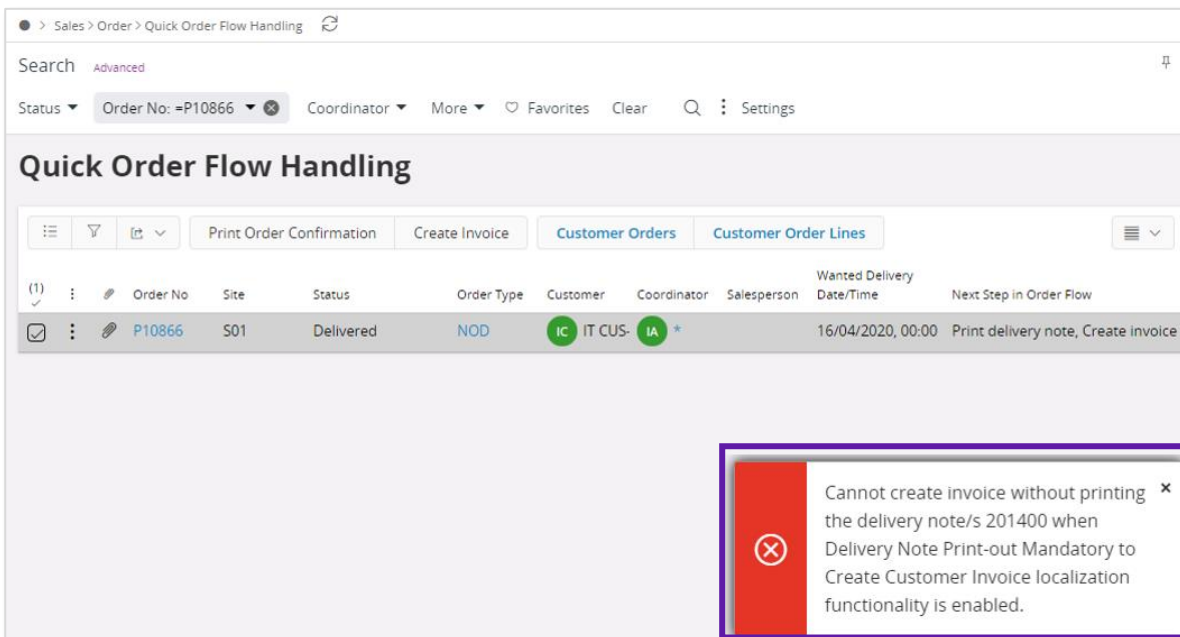 > Sales > Order > Quick Order Flow Handling
Search Advanced
Status Order No: =P10866 Coordinator More Favorites Clear Settings
Quick Order Flow Handling
Print Order Confirmation Create Invoice Customer Orders Customer Order Lines
(1) Order No Site Status Order Type Customer Coordinator Salesperson Wanted Delivery Date/Time Next Step in Order Flow
P10866 S01 Delivered NOD IC IT CUS- IA * 16/04/2020, 00:00 Print delivery note, Create invoice
Cannot create invoice without printing
the delivery note/s 201400 when
Delivery Note Print-out Mandatory to
Create Customer Invoice localization
functionality is enabled.